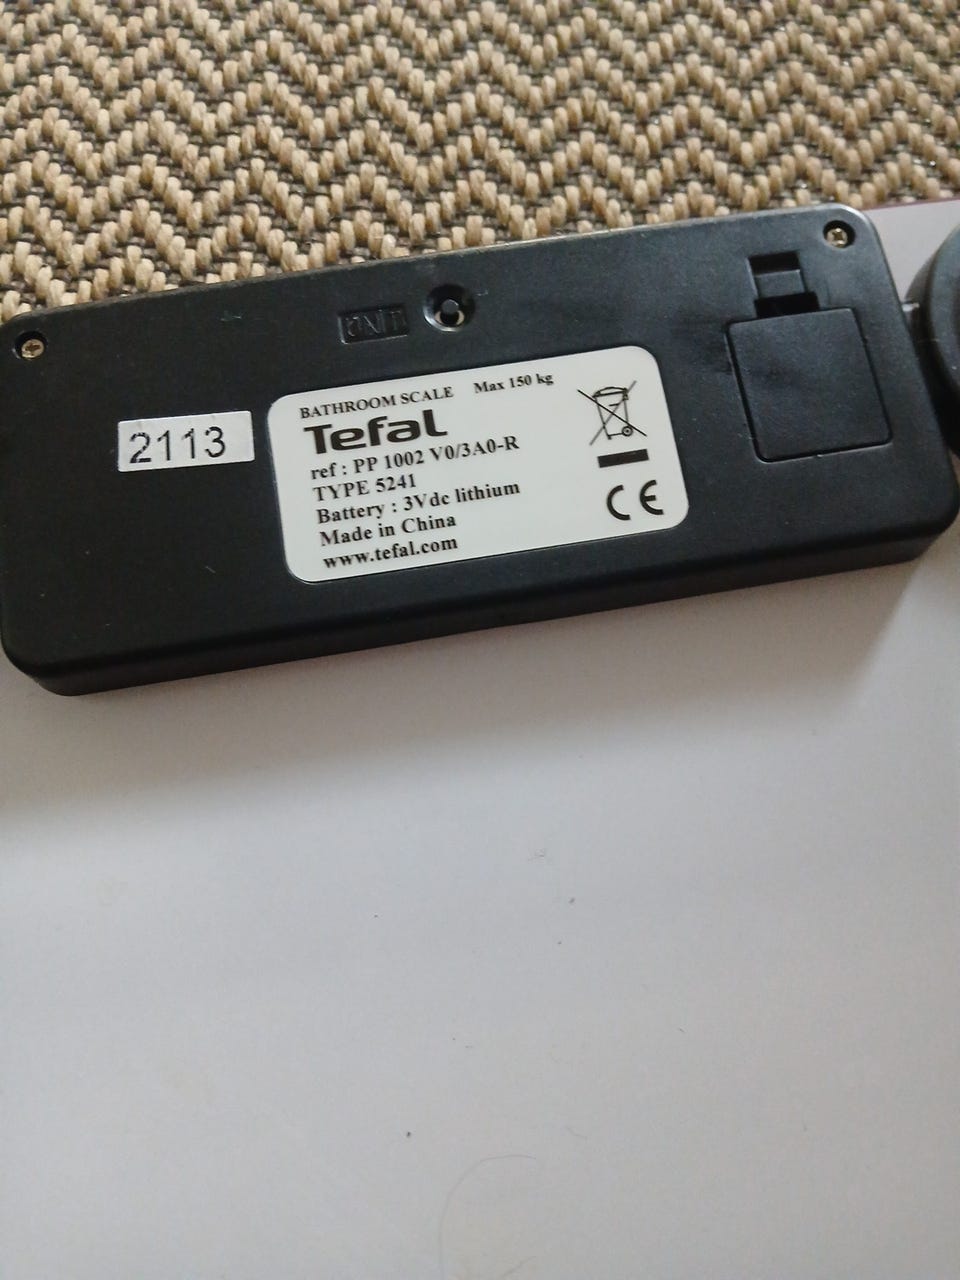 UNIT
2113
BATHROOM SCALE Max 150 kg
Tefal
ref : PP 1002 V0/3A0-R
TYPE 5241
Battery : 3Vdc lithium
Made in China
www.tefal.com
CE